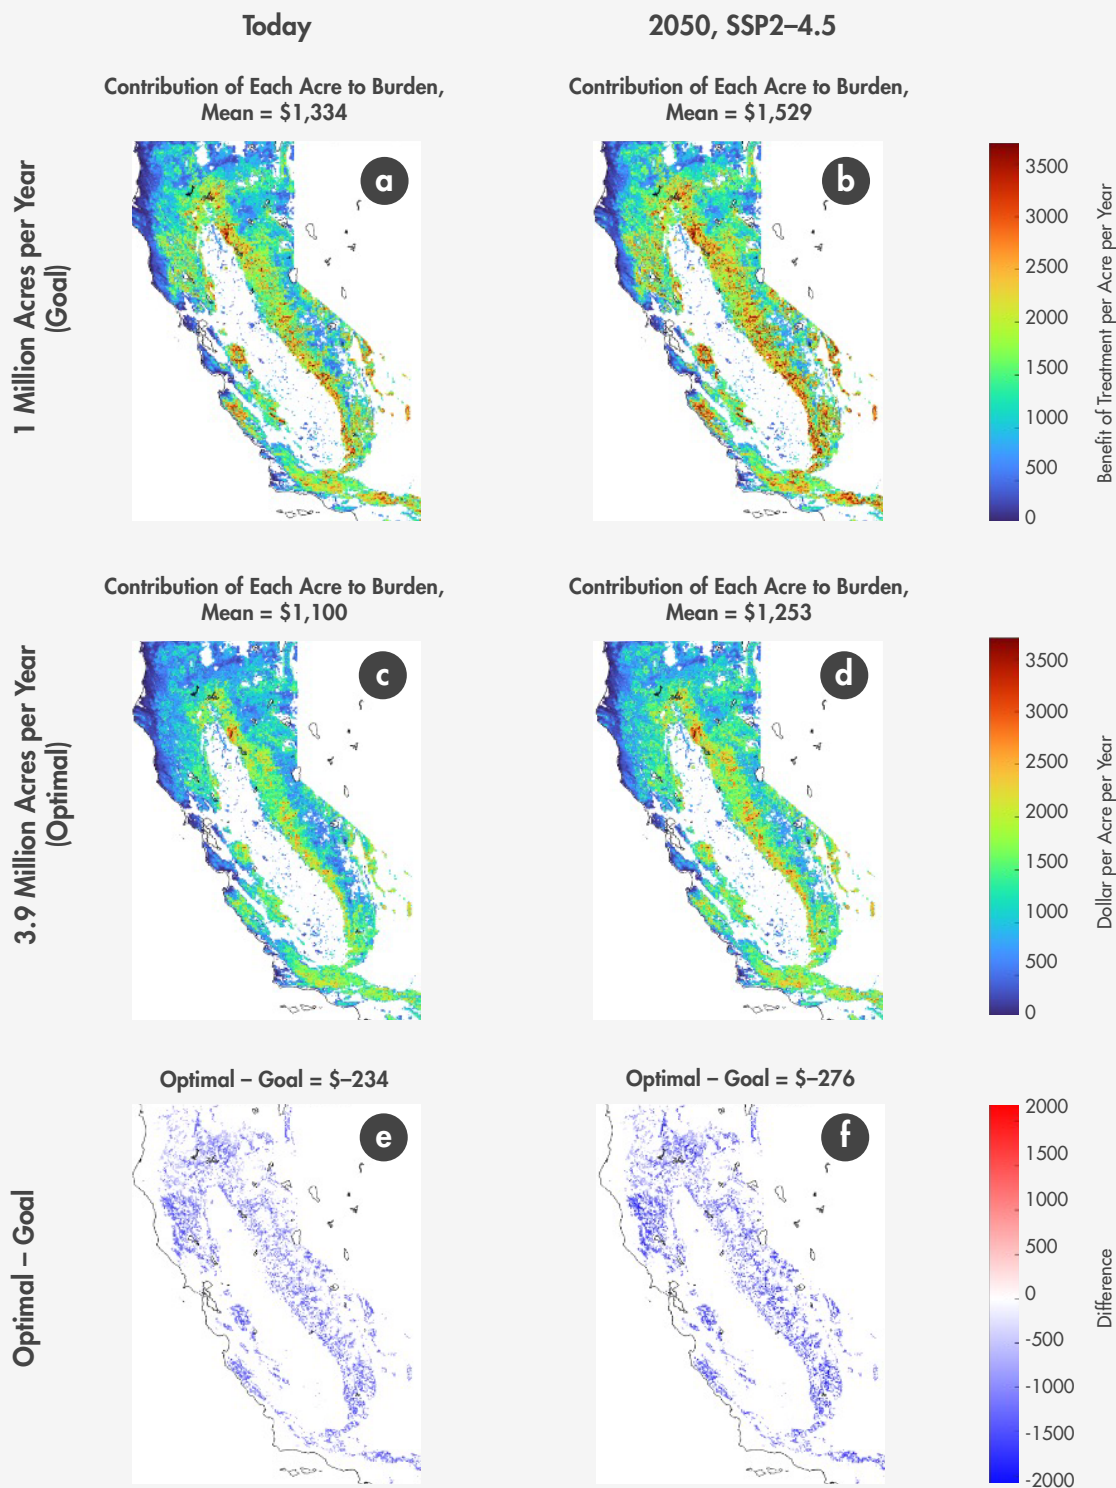 Today
2050, SSP2–4.5
1 Million Acres per Year
(Goal)
Contribution of Each Acre to Burden,
Mean = $1,334
a
Contribution of Each Acre to Burden,
Mean = $1,529
b
3500
3000
2500
2000
1500
1000
500
0
Benefit of Treatment per Acre per Year
3.9 Million Acres per Year
(Optimal)
Contribution of Each Acre to Burden,
Mean = $1,100
c
Contribution of Each Acre to Burden,
Mean = $1,253
d
3500
3000
2500
2000
1500
1000
500
0
Dollar per Acre per Year
Optimal – Goal
Optimal – Goal = $–234
e
Optimal – Goal = $–276
f
2000
1500
1000
500
0
-500
-1000
-1500
-2000
Difference